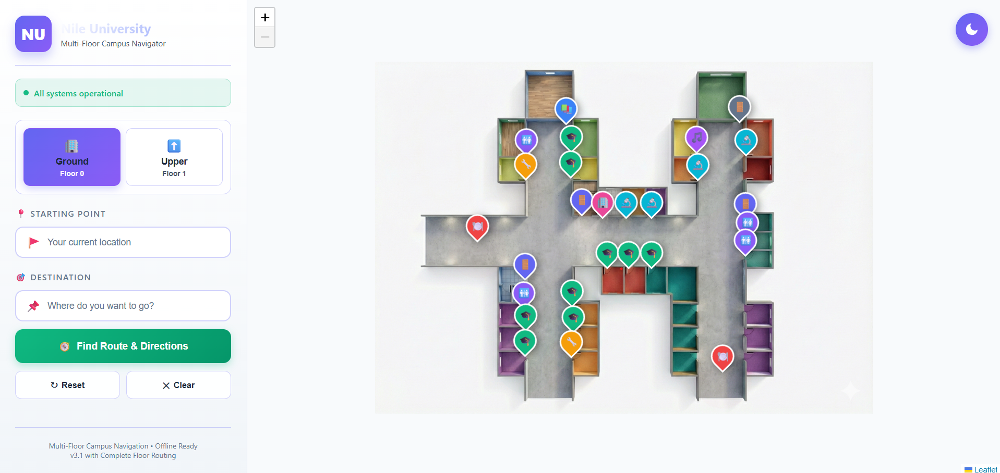 NU
Nile University
Multi-Floor Campus Navigator
All systems operational
Ground
Floor 0
Upper
Floor 1
STARTING POINT
Your current location
DESTINATION
Where do you want to go?
Find Route & Directions
↻ Reset
✕ Clear
Multi-Floor Campus Navigation • Offline Ready
v3.1 with Complete Floor Routing
+
−
Leaflet